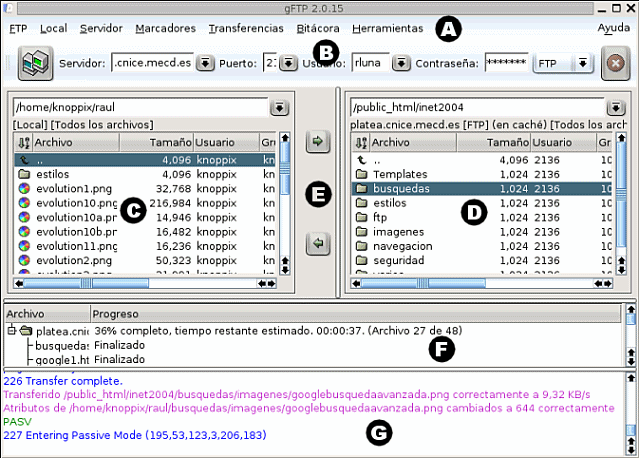 gFTP 2.0.15
FTP Local Servidor Marcadores Transferencias Bitácora Herramientas A Ayuda
B
Servidor: .cnice.mecd.es Puerto: 21 Usuario: rluna Contraseña: ******* FTP
/home/knoppix/raul
[Local] [Todos los archivos]
Archivo Tamaño Usuario Gru
.. 4,096 knoppix kn
estilos 4,096 knoppix kn
evolution1.png 32,768 knoppix kn
evolution10.png 216,984 knoppix kn
evolution10a.pn 14,946 knoppix kn
evolution10b.pn 16,482 knoppix kn
evolution11.png 16,236 knoppix kn
evolution2.png 50,323 knoppix kn
C
E
/public_html/inet2004
platea.cnice.mecd.es [FTP] (en caché) [Todos los arch
Archivo Tamaño Usuario Gr
.. 4,096 2136 10
Templates 1,024 2136 10
busquedas 1,024 2136 10
estilos 1,024 2136 10
ftp 1,024 2136 10
imagenes 1,024 2136 10
navegacion 1,024 2136 10
seguridad 1,024 2136 10
D
Archivo Progreso
platea.cnic 36% completo, tiempo restante estimado. 00:00:37. (Archivo 27 de 48)
busquedas Finalizado
google1.ht Finalizado
F
226 Transfer complete.
Transferido /public_html/inet2004/busquedas/imagenes/googlebusquedaavanzada.png correctamente a 9,32 KB/s
Atributos de /home/knoppix/raul/busquedas/imagenes/googlebusquedaavanzada.png cambiados a 644 correctamente
PASV
227 Entering Passive Mode (195,53,123,3,206,183)
G